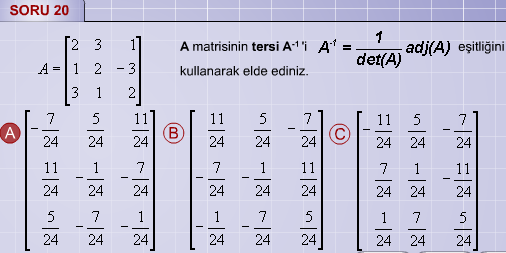 SORU 20
A matrisinin tersi A⁻¹'i A⁻¹ = 1/det(A) adj(A) eşitliğini
kullanarak elde ediniz.
A = [2 3 1
1 2 -3
3 1 2]
A [-7/24 5/24 11/24
11/24 -1/24 -7/24
5/24 -7/24 -1/24]
B [11/24 5/24 -7/24
-7/24 -1/24 11/24
-1/24 -7/24 5/24]
C [-11/24 5/24 -7/24
7/24 1/24 -11/24
1/24 7/24 5/24]